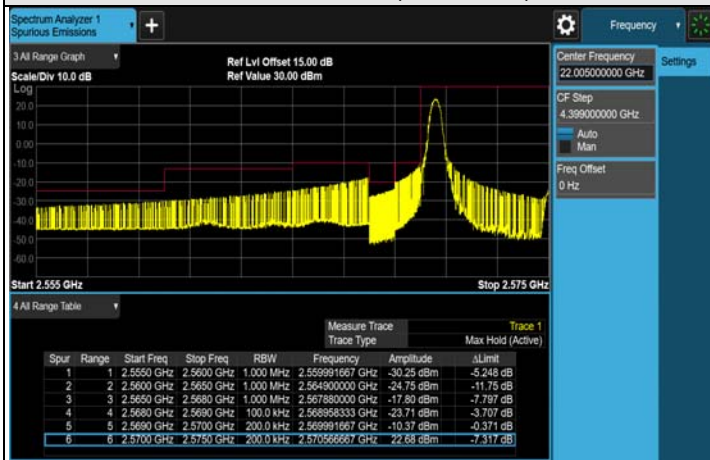 Spectrum Analyzer 1
Spurious Emissions
+
Frequency
3 All Range Graph
Ref Lvl Offset 15.00 dB
Scale/Div 10.0 dB
Ref Value 30.00 dBm
Log
20.0
10.0
0.00
-10.0
-20.0
-30.0
-40.0
-50.0
-60.0
Start 2.555 GHz
Stop 2.575 GHz
4 All Range Table
Measure Trace Trace 1
Trace Type Max Hold (Active)
Spur Range Start Freq Stop Freq RBW Frequency Amplitude ΔLimit
1 1 2.5550 GHz 2.5600 GHz 1.000 MHz 2.559991667 GHz -30.25 dBm -5.248 dB
2 2 2.5600 GHz 2.5650 GHz 1.000 MHz 2.564900000 GHz -24.75 dBm -11.75 dB
3 3 2.5650 GHz 2.5680 GHz 1.000 MHz 2.567880000 GHz -17.80 dBm -7.797 dB
4 4 2.5680 GHz 2.5690 GHz 100.0 kHz 2.568958333 GHz -23.71 dBm -3.707 dB
5 5 2.5690 GHz 2.5700 GHz 200.0 kHz 2.569991667 GHz -10.37 dBm -0.371 dB
6 6 2.5700 GHz 2.5750 GHz 200.0 kHz 2.570566667 GHz 22.68 dBm -7.317 dB
Center Frequency
22.005000000 GHz
Settings
CF Step
4.399000000 GHz
Auto
Man
Freq Offset
0 Hz